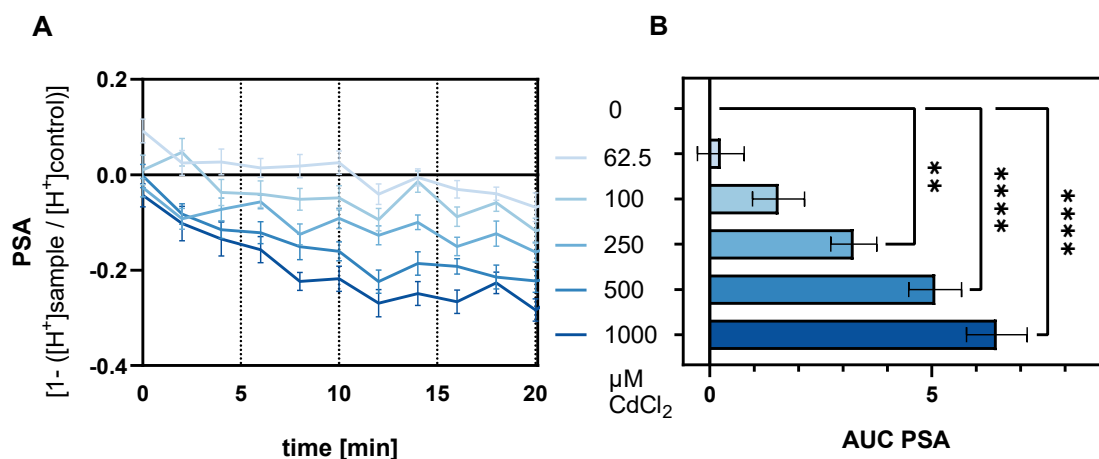 A
B
PSA
[1- ([H⁺]sample / [H⁺]control)]
0.2
0.0
-0.2
-0.4
0
5
10
15
20
time [min]
0
62.5
100
250
500
1000
µM
CdCl₂
**
****
****
0
5
AUC PSA